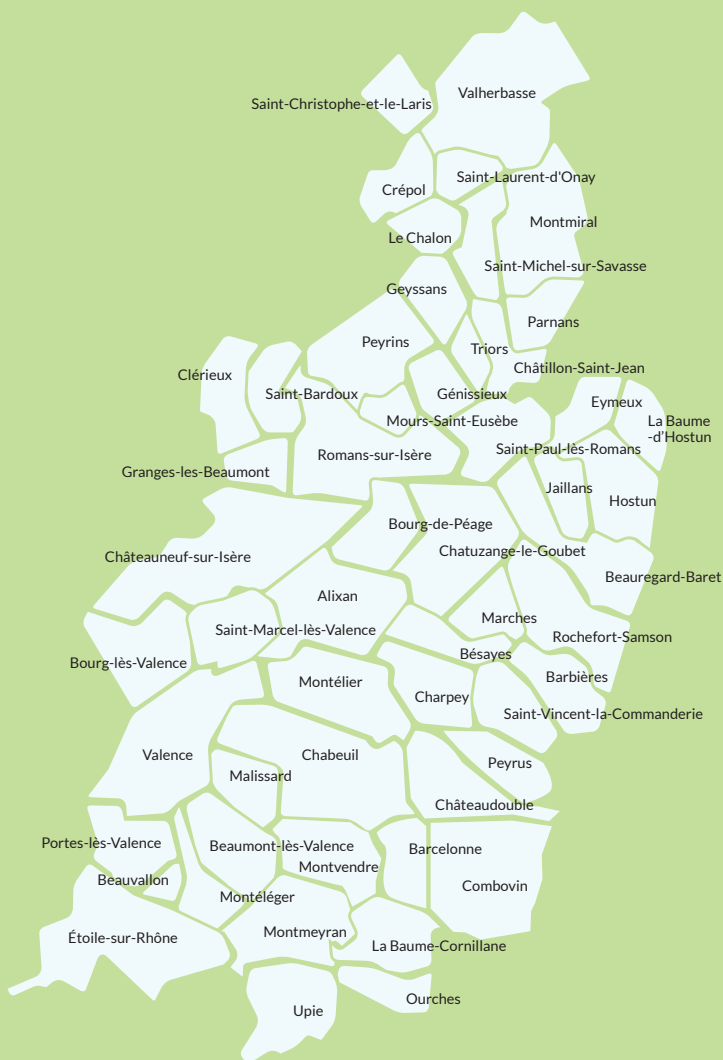 Valherbasse
Saint-Christophe-et-le-Laris
Saint-Laurent-d'Onay
Crépol
Montmiral
Le Chalon
Saint-Michel-sur-Savasse
Geyssans
Parnans
Peyrins
Triors
Châtillon-Saint-Jean
Clérieux
Saint-Bardoux
Génissieux
Eymeux
La Baume
-d'Hostun
Mours-Saint-Eusèbe
Saint-Paul-lès-Romans
Romans-sur-Isère
Granges-les-Beaumont
Jaillans
Hostun
Bourg-de-Péage
Chatuzange-le-Goubet
Châteauneuf-sur-Isère
Beauregard-Baret
Alixan
Marches
Saint-Marcel-lès-Valence
Rochefort-Samson
Bésayes
Bourg-lès-Valence
Barbières
Montélier
Charpey
Saint-Vincent-la-Commanderie
Valence
Chabeuil
Peyrus
Malissard
Châteaudouble
Portes-lès-Valence
Beaumont-lès-Valence
Barcelonne
Montvendre
Beauvallon
Combovin
Montéléger
Montmeyran
Étoile-sur-Rhône
La Baume-Cornillane
Ourches
Upie